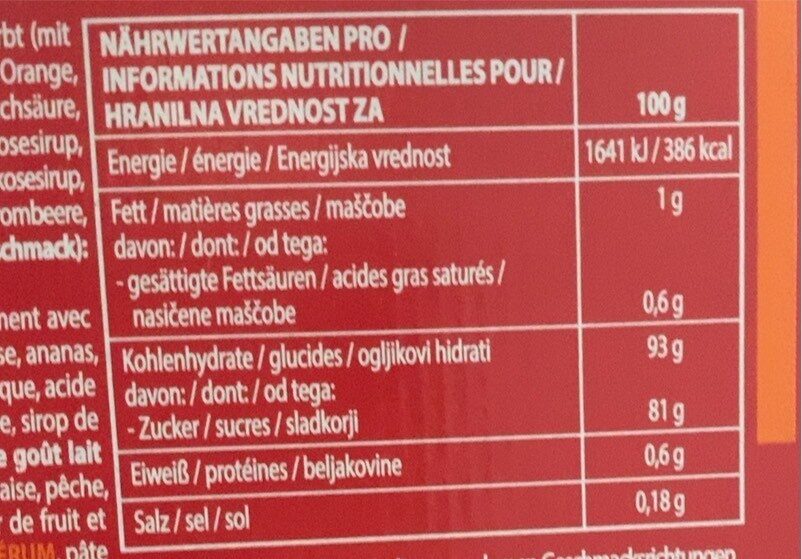 bt (mit
Orange,
chsäure,
osesirup,
kosesirup,
ombeere,
chmack):
nent avec
se, ananas,
que, acide
e, sirop de
e goût lait
aise, pêche,
de fruit et
ÉRUM, pâte
NÄHRWERTANGABEN PRO /
INFORMATIONS NUTRITIONNELLES POUR /
HRANILNA VREDNOST ZA 100 g
Energie / énergie / Energijska vrednost 1641 kJ / 386 kcal
Fett / matières grasses / maščobe 1 g
davon: / dont: / od tega:
- gesättigte Fettsäuren / acides gras saturés /
nasičene maščobe 0,6 g
Kohlenhydrate / glucides / ogljikovi hidrati 93 g
davon: / dont: / od tega:
- Zucker / sucres / sladkorji 81 g
Eiweiß / protéines / beljakovine 0,6 g
Salz / sel / sol 0,18 g